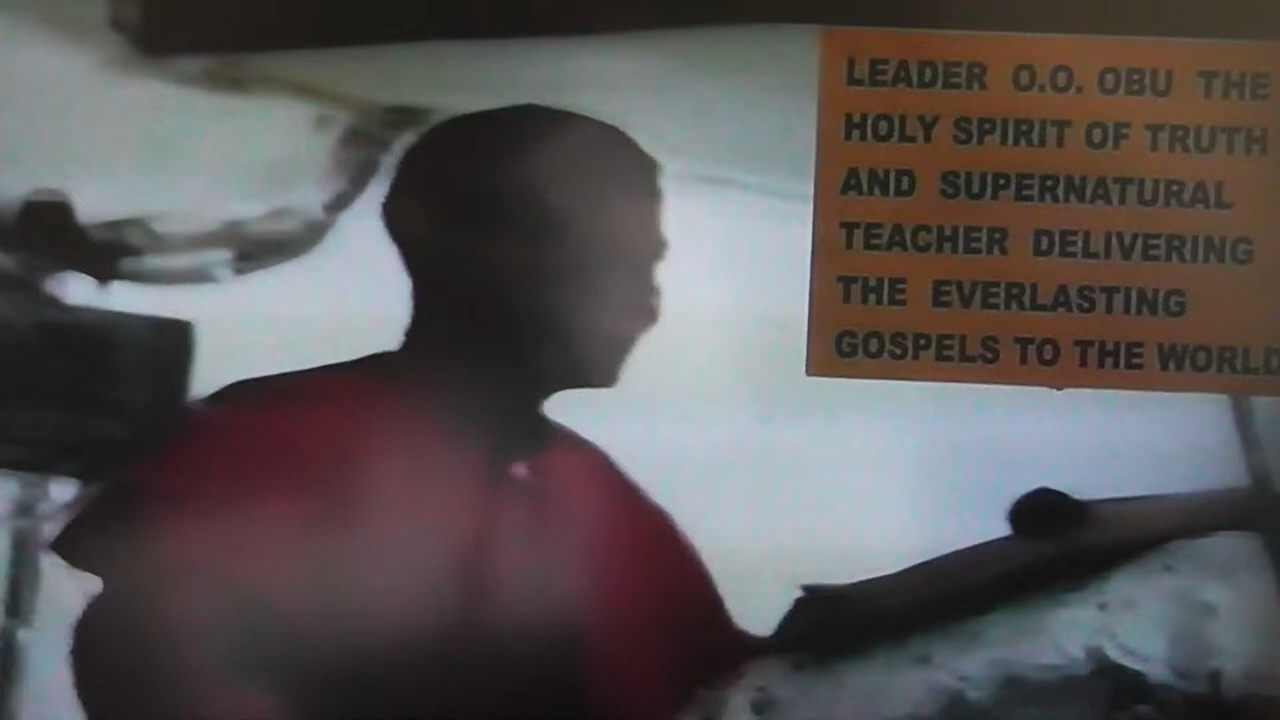 LEADER O.O. OBU THE
HOLY SPIRIT OF TRUTH
AND SUPERNATURAL
TEACHER DELIVERING
THE EVERLASTING
GOSPELS TO THE WORLD